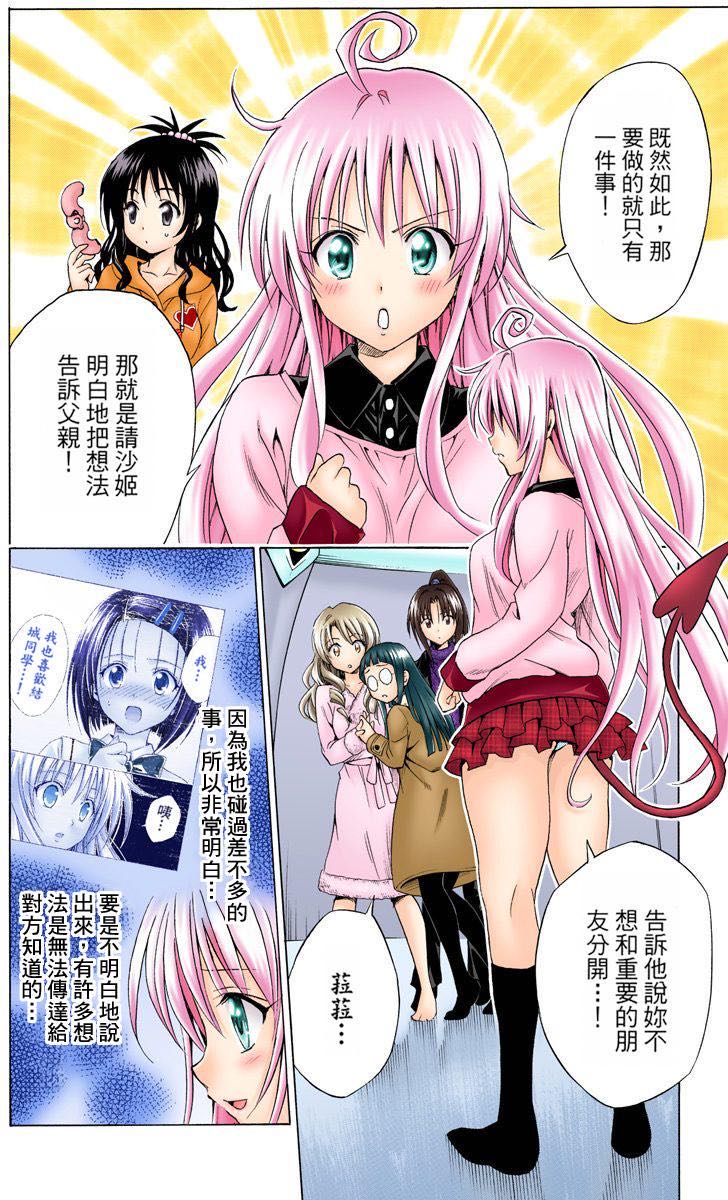 既然如此，那
要做的就只有
一件事！
那就是請沙姬
明白地把想法
告訴父親！
告訴他說妳不
想和重要的朋
友分開…！
菈菈…
因為我也碰過差不多的
事，所以非常明白…
我…
我也喜歡結
城同學…！
咦…
要是不明白地說
出來，有許多想
法是無法傳達給
對方知道的…